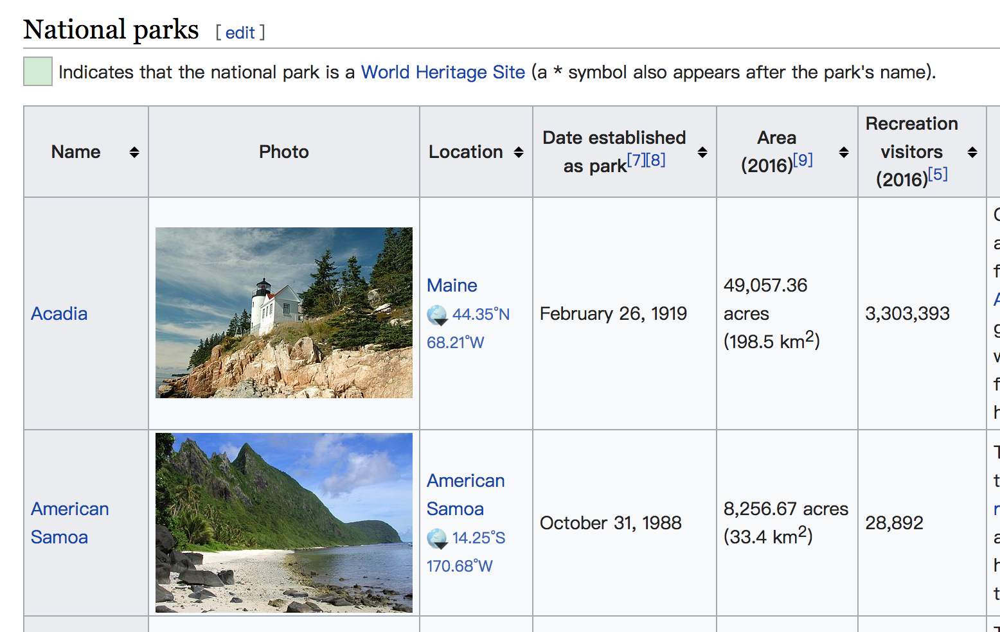 National parks [ edit ]
Indicates that the national park is a World Heritage Site (a * symbol also appears after the park's name).
Name
Photo
Location
Date established
as park[7][8]
Area
(2016)[9]
Recreation
visitors
(2016)[5]
Acadia
Maine
44.35°N
68.21°W
February 26, 1919
49,057.36
acres
(198.5 km2)
3,303,393
American
Samoa
American
Samoa
14.25°S
170.68°W
October 31, 1988
8,256.67 acres
(33.4 km2)
28,892